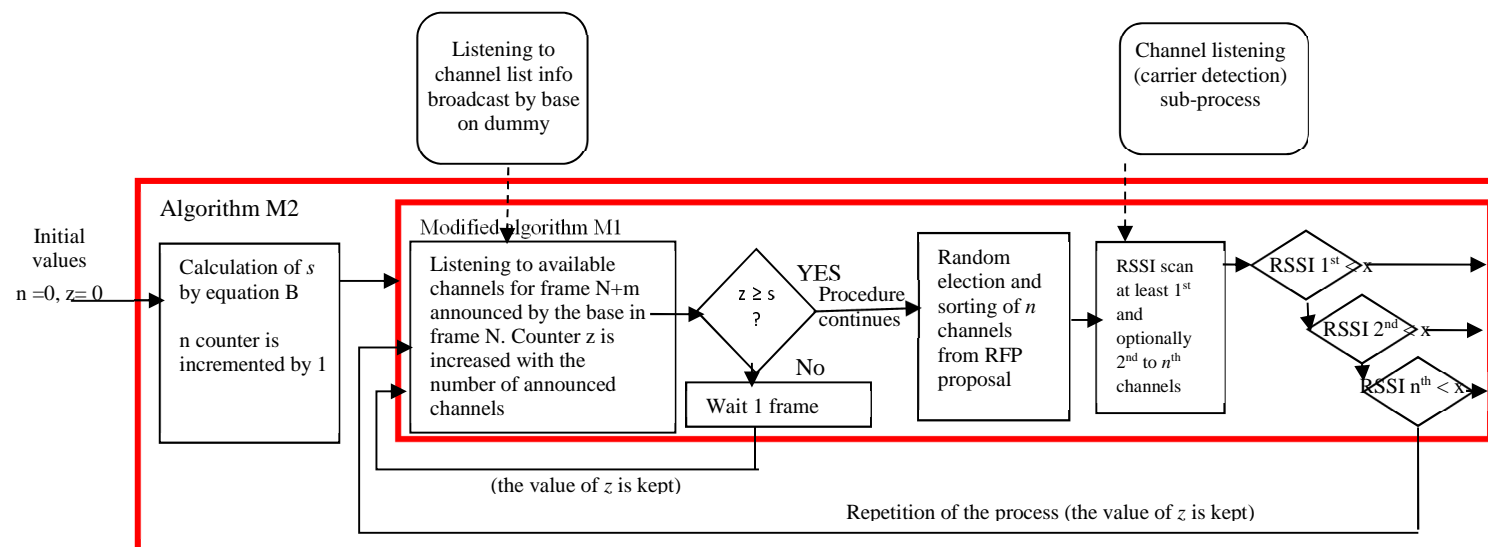 Listening to
channel list info
broadcast by base
on dummy
Channel listening
(carrier detection)
sub-process
Algorithm M2
Initial
values
n =0, z= 0
Calculation of s
by equation B
n counter is
incremented by 1
Modified algorithm M1
Listening to available
channels for frame N+m
announced by the base in
frame N. Counter z is
increased with the
number of announced
channels
z ≥ s
?
YES
Procedure
continues
No
Wait 1 frame
(the value of z is kept)
Random
election and
sorting of n
channels
from RFP
proposal
RSSI scan
at least 1st
and
optionally
2nd to nth
channels
RSSI 1st < x
RSSI 2nd < x
RSSI nth < x
Repetition of the process (the value of z is kept)